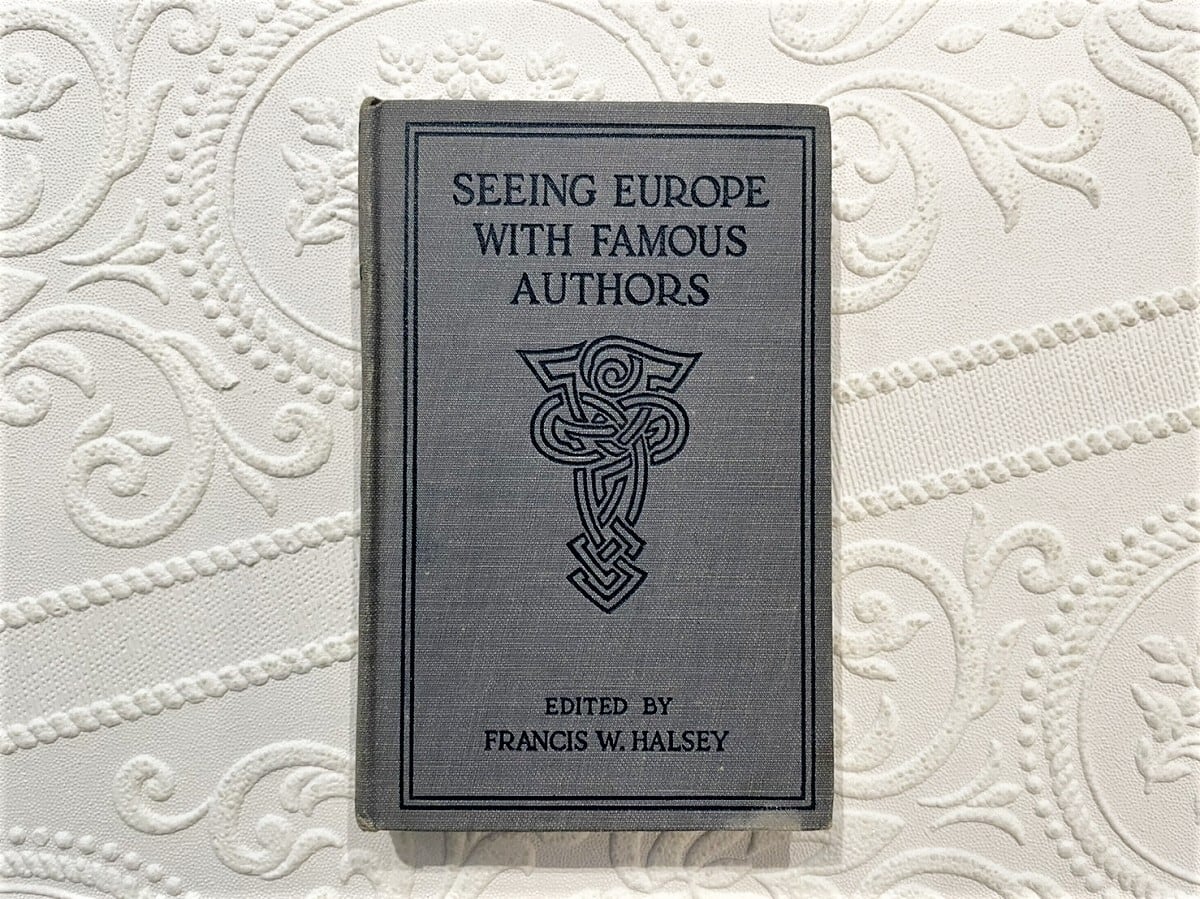 SEEING EUROPE
WITH FAMOUS
AUTHORS
EDITED BY
FRANCIS W. HALSEY